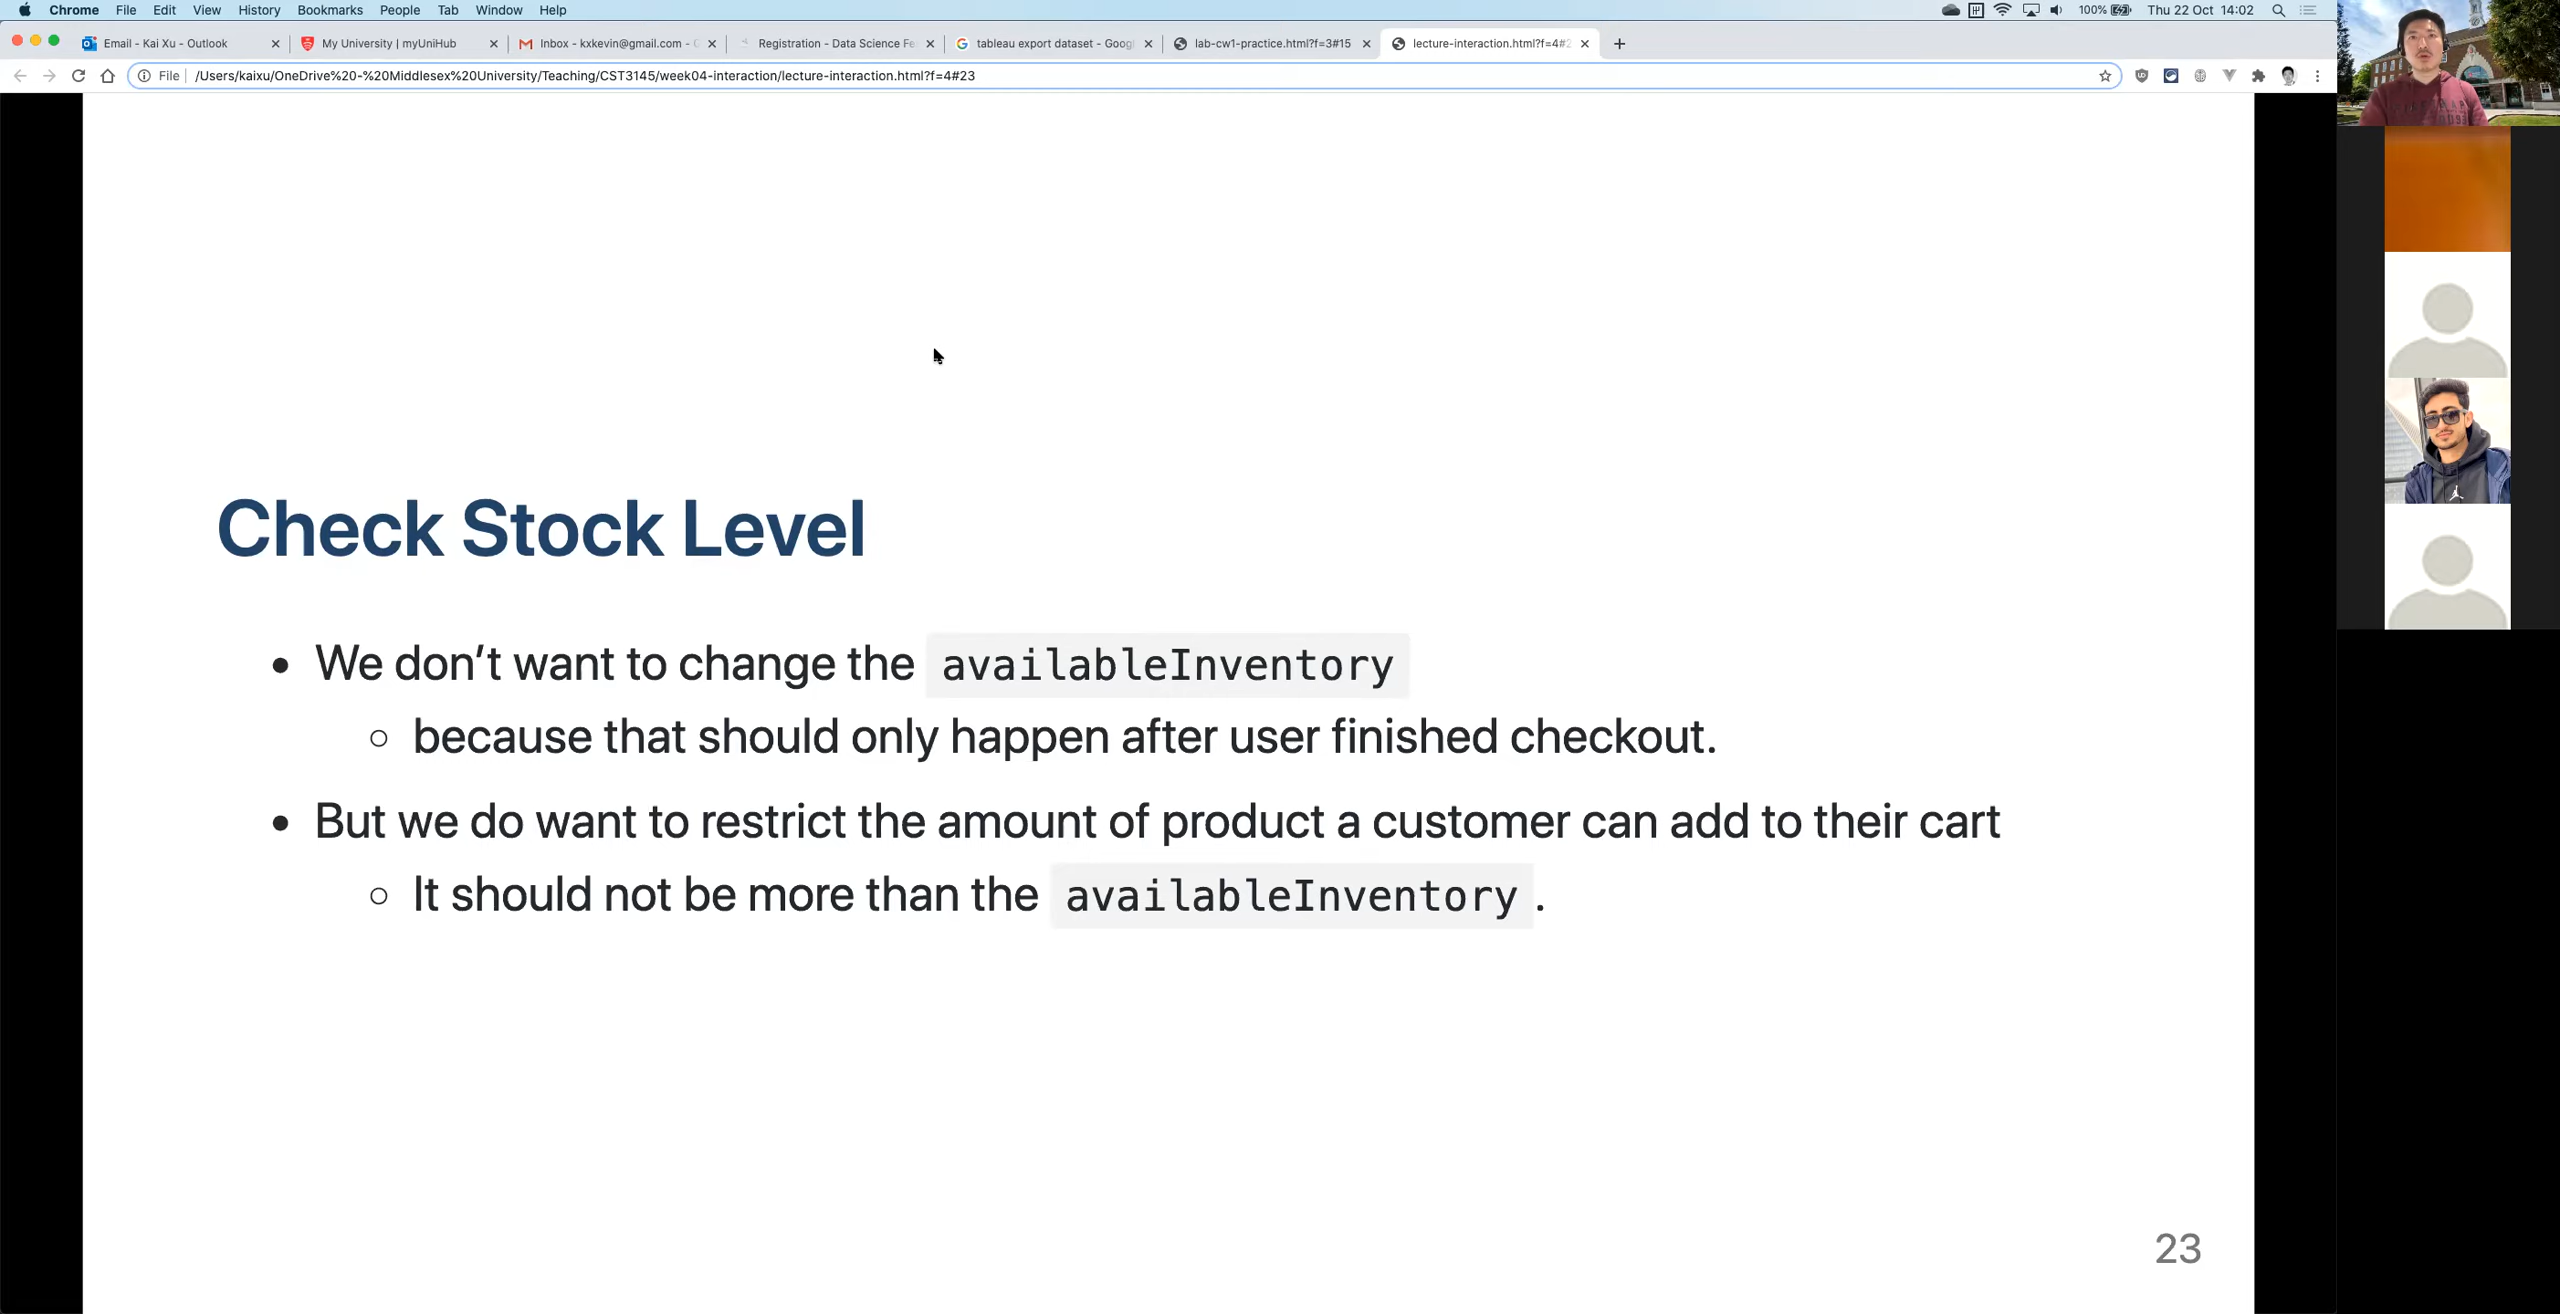 Chrome File Edit View History Bookmarks People Tab Window Help 100% Thu 22 Oct 14:02
Email - Kai Xu - Outlook
My University | myUniHub
Inbox - kxkevin@gmail.com -
Registration - Data Science Fe
tableau export dataset - Goog
lab-cw1-practice.html?f=3#15
lecture-interaction.html?f=4#2
File /Users/kaixu/OneDrive%20-%20Middlesex%20University/Teaching/CST3145/week04-interaction/lecture-interaction.html?f=4#23
Check Stock Level
• We don’t want to change the availableInventory
○ because that should only happen after user finished checkout.
• But we do want to restrict the amount of product a customer can add to their cart
○ It should not be more than the availableInventory .
23